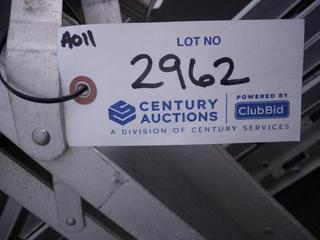 A011
LOT NO
2962
CENTURY AUCTIONS
POWERED BY
ClubBid
A DIVISION OF CENTURY SERVICES